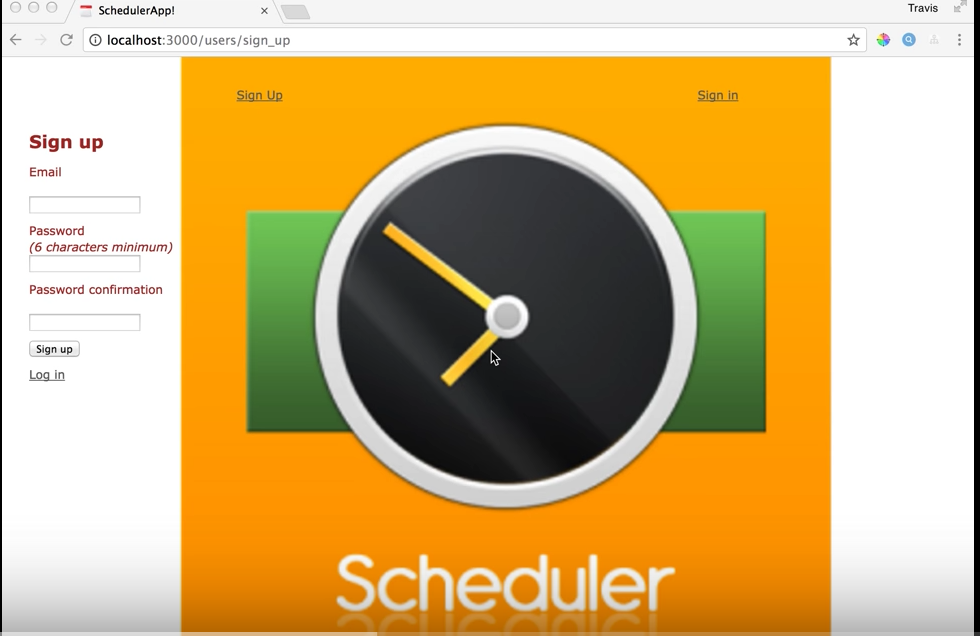 SchedulerApp!
Travis
localhost:3000/users/sign_up
Sign Up
Sign in
Sign up
Email
Password
(6 characters minimum)
Password confirmation
Sign up
Log in
Scheduler